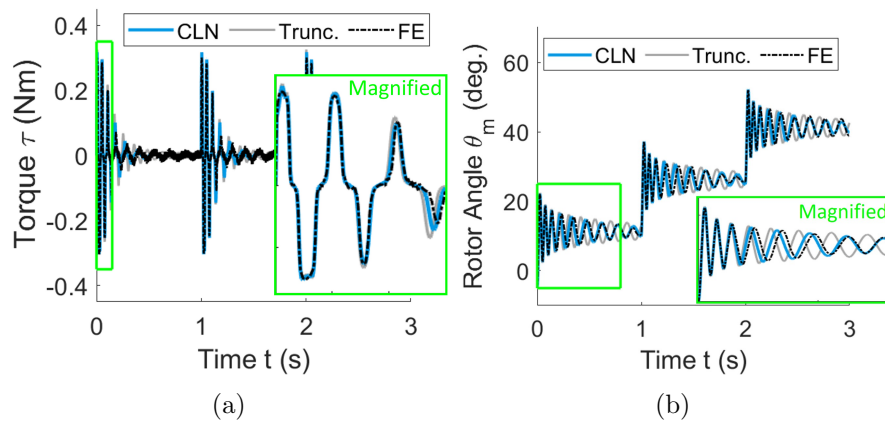 0.4
CLN Trunc. FE
Magnified
0.2
0
-0.2
-0.4
Torque τ (Nm)
0 1 2 3
Time t (s)
(a)
60
CLN Trunc. FE
40
20
Magnified
0
Rotor Angle θm (deg.)
0 1 2 3
Time t (s)
(b)